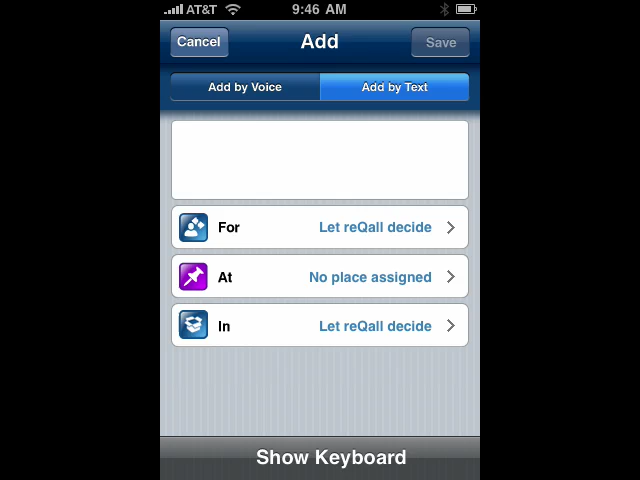 AT&T 9:46 AM
Cancel Add Save
Add by Voice Add by Text
For Let reQall decide
At No place assigned
In Let reQall decide
Show Keyboard